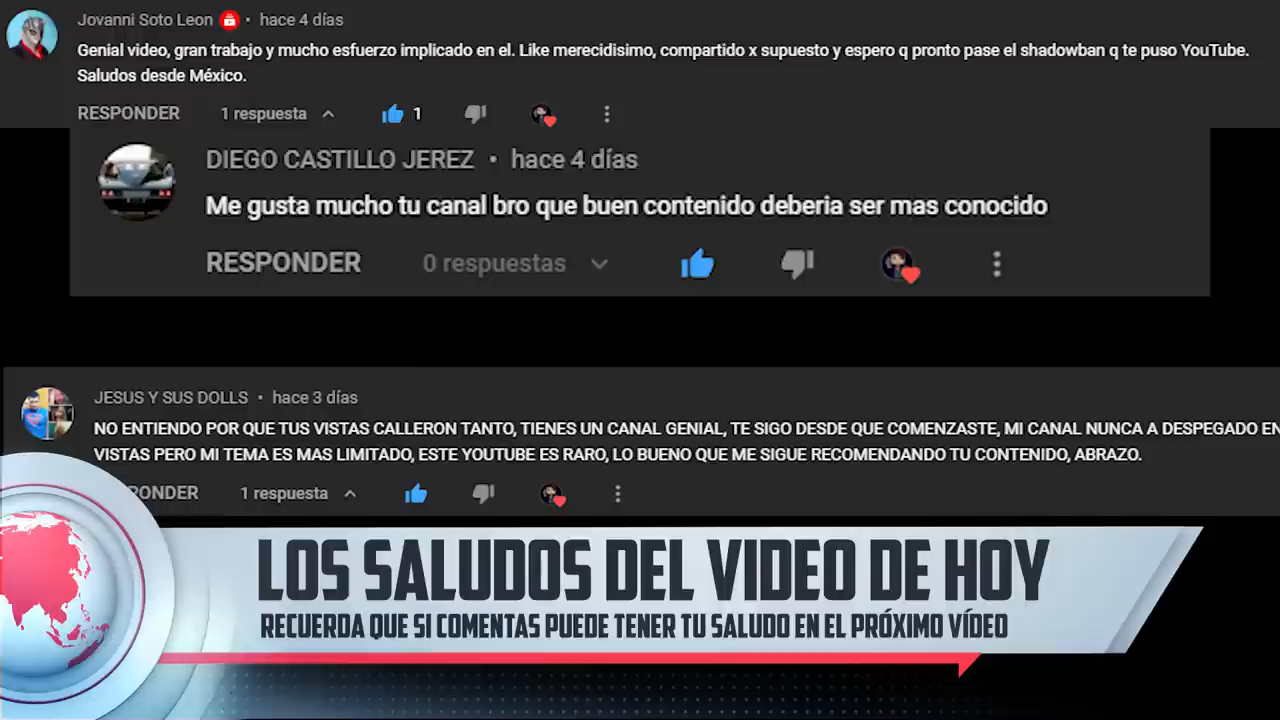 Jovanni Soto Leon • hace 4 días
Genial video, gran trabajo y mucho esfuerzo implicado en el. Like merecidisimo, compartido x supuesto y espero q pronto pase el shadowban q te puso YouTube.
Saludos desde México.
RESPONDER 1 respuesta 1
DIEGO CASTILLO JEREZ • hace 4 días
Me gusta mucho tu canal bro que buen contenido deberia ser mas conocido
RESPONDER 0 respuestas
JESUS Y SUS DOLLS • hace 3 días
NO ENTIENDO POR QUE TUS VISTAS CALLERON TANTO, TIENES UN CANAL GENIAL, TE SIGO DESDE QUE COMENZASTE, MI CANAL NUNCA A DESPEGADO EN
VISTAS PERO MI TEMA ES MAS LIMITADO, ESTE YOUTUBE ES RARO, LO BUENO QUE ME SIGUE RECOMENDANDO TU CONTENIDO, ABRAZO.
PONDER 1 respuesta
LOS SALUDOS DEL VIDEO DE HOY
RECUERDA QUE SI COMENTAS PUEDE TENER TU SALUDO EN EL PRÓXIMO VÍDEO